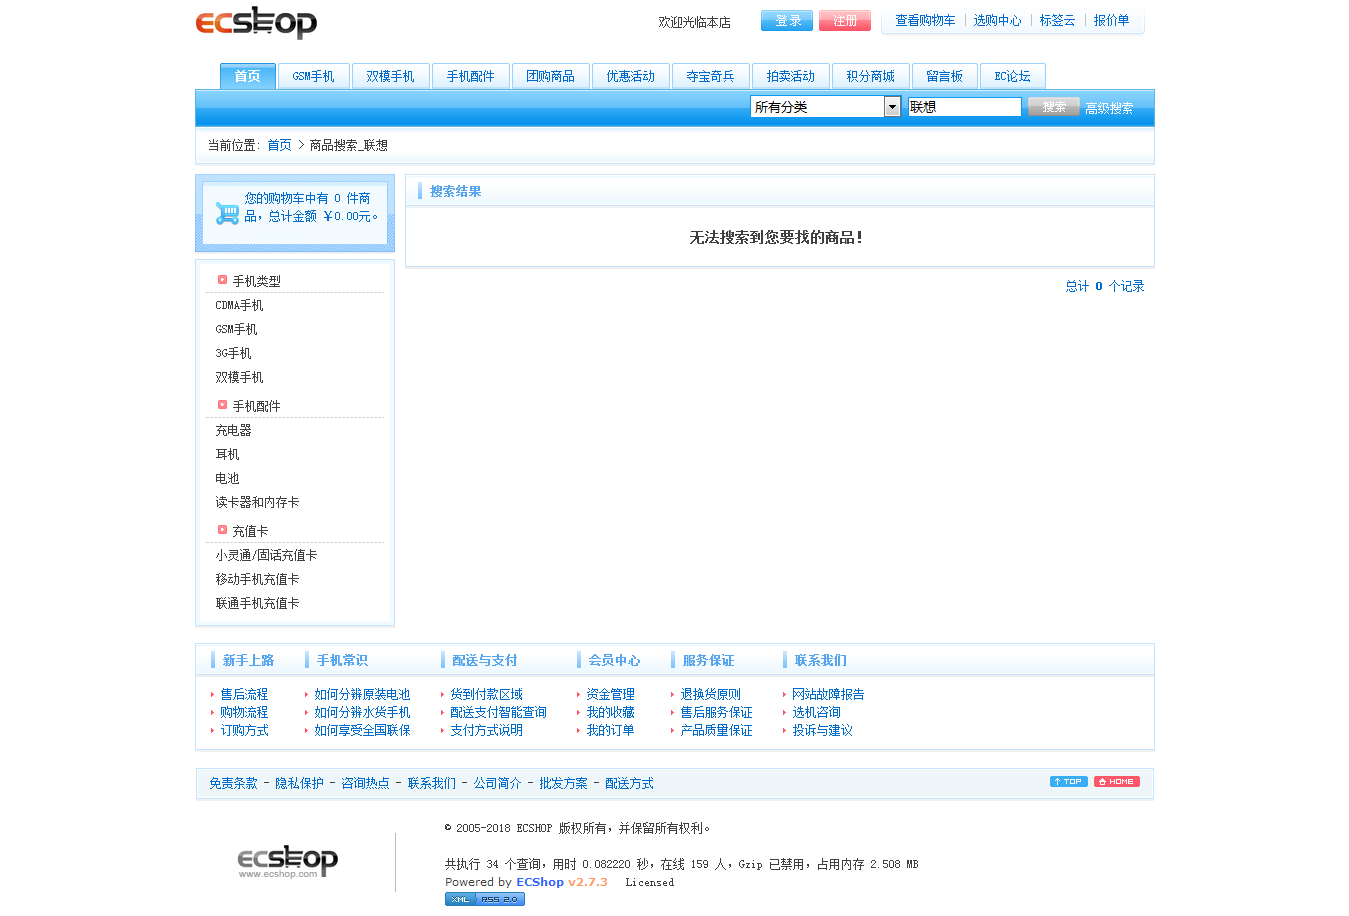 ecshop
欢迎光临本店 登录 注册 查看购物车 | 选购中心 | 标签云 | 报价单
首页 GSM手机 双模手机 手机配件 团购商品 优惠活动 夺宝奇兵 拍卖活动 积分商城 留言板 EC论坛
所有分类 联想 搜索 高级搜索
当前位置: 首页 > 商品搜索_联想
您的购物车中有 0 件商
品，总计金额 ￥0.00元。
搜索结果
无法搜索到您要找的商品！
总计 0 个记录
手机类型
CDMA手机
GSM手机
3G手机
双模手机
手机配件
充电器
耳机
电池
读卡器和内存卡
充值卡
小灵通/固话充值卡
移动手机充值卡
联通手机充值卡
新手上路 手机常识 配送与支付 会员中心 服务保证 联系我们
售后流程 如何分辨原装电池 货到付款区域 资金管理 退换货原则 网站故障报告
购物流程 如何分辨水货手机 配送支付智能查询 我的收藏 售后服务保证 选机咨询
订购方式 如何享受全国联保 支付方式说明 我的订单 产品质量保证 投诉与建议
免责条款 - 隐私保护 - 咨询热点 - 联系我们 - 公司简介 - 批发方案 - 配送方式 TOP HOME
© 2005-2018 ECSHOP 版权所有，并保留所有权利。
ecshop
www.ecshop.com
共执行 34 个查询，用时 0.082220 秒，在线 159 人，Gzip 已禁用，占用内存 2.508 MB
Powered by ECShop v2.7.3 Licensed
XML RSS 2.0